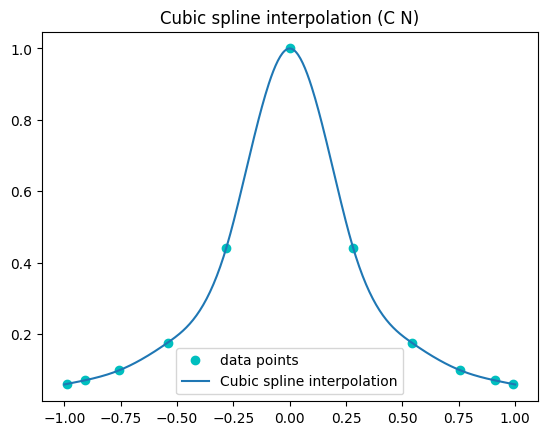 Cubic spline interpolation (C N)
1.0
0.8
0.6
0.4
0.2
data points
Cubic spline interpolation
−1.00 −0.75 −0.50 −0.25 0.00 0.25 0.50 0.75 1.00